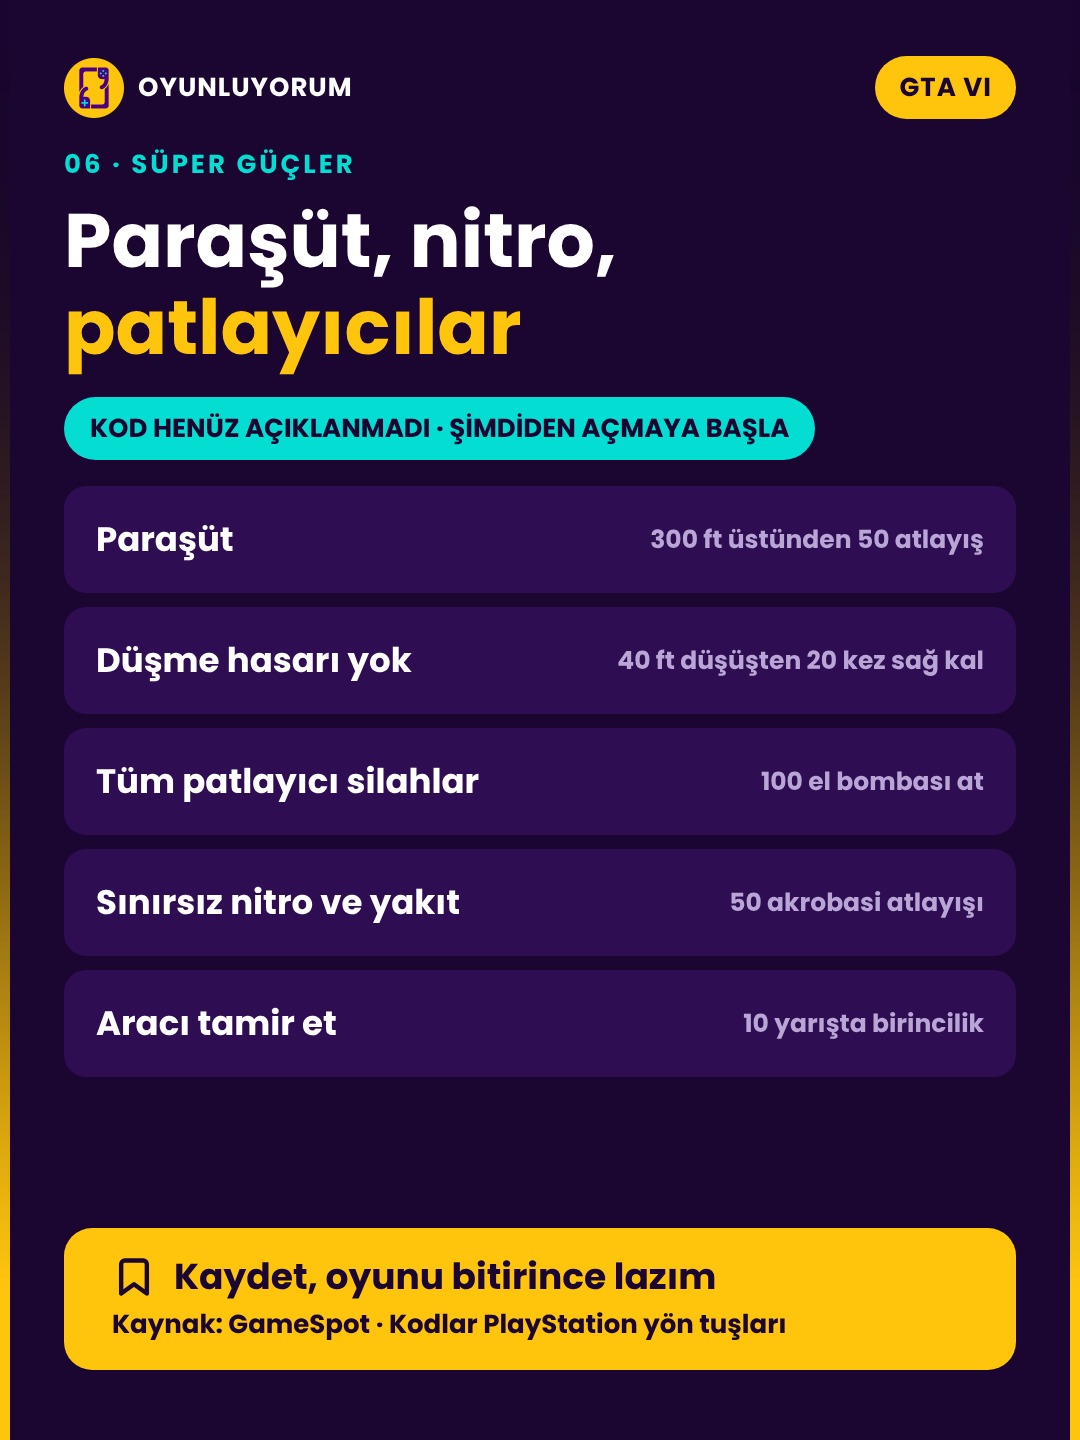 OYUNLUYORUM
GTA VI
06 · SÜPER GÜÇLER
Paraşüt, nitro,
patlayıcılar
KOD HENÜZ AÇIKLANMADI · ŞİMDİDEN AÇMAYA BAŞLA
Paraşüt
300 ft üstünden 50 atlayış
Düşme hasarı yok
40 ft düşüşten 20 kez sağ kal
Tüm patlayıcı silahlar
100 el bombası at
Sınırsız nitro ve yakıt
50 akrobasi atlayışı
Aracı tamir et
10 yarışta birincilik
Kaydet, oyunu bitirince lazım
Kaynak: GameSpot · Kodlar PlayStation yön tuşları